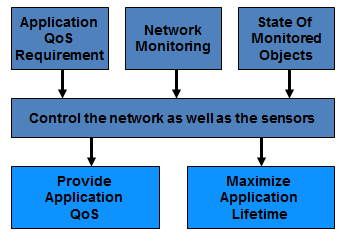 Application
QoS
Requirement
Network
Monitoring
State Of
Monitored
Objects
Control the network as well as the sensors
Provide
Application
QoS
Maximize
Application
Lifetime